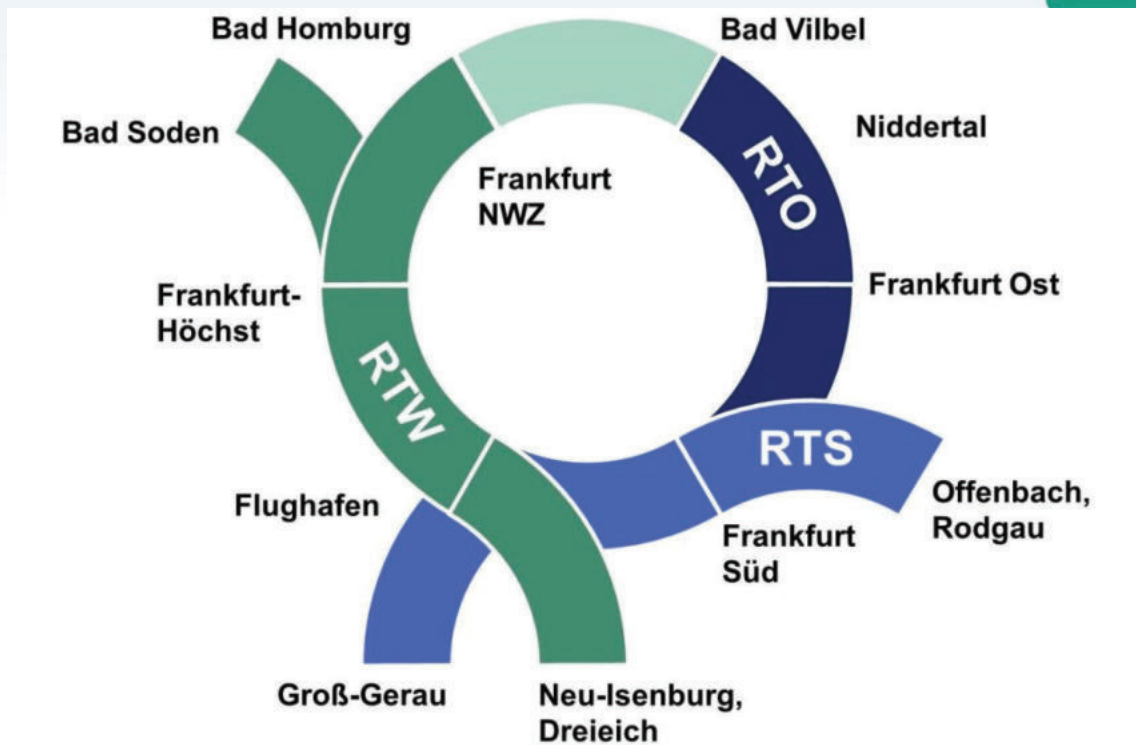 Bad Homburg
Bad Vilbel
Bad Soden
Niddertal
RTO
Frankfurt
NWZ
Frankfurt Ost
Frankfurt-
Höchst
RTW
RTS
Flughafen
Offenbach,
Rodgau
Frankfurt
Süd
Groß-Gerau
Neu-Isenburg,
Dreieich